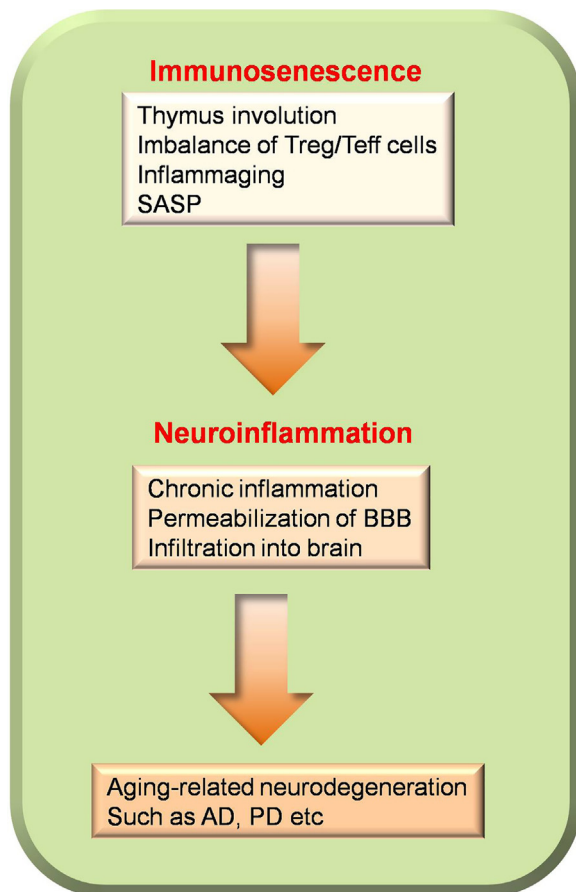 Immunosenescence
Thymus involution
Imbalance of Treg/Teff cells
Inflammaging
SASP
Neuroinflammation
Chronic inflammation
Permeabilization of BBB
Infiltration into brain
Aging-related neurodegeneration
Such as AD, PD etc